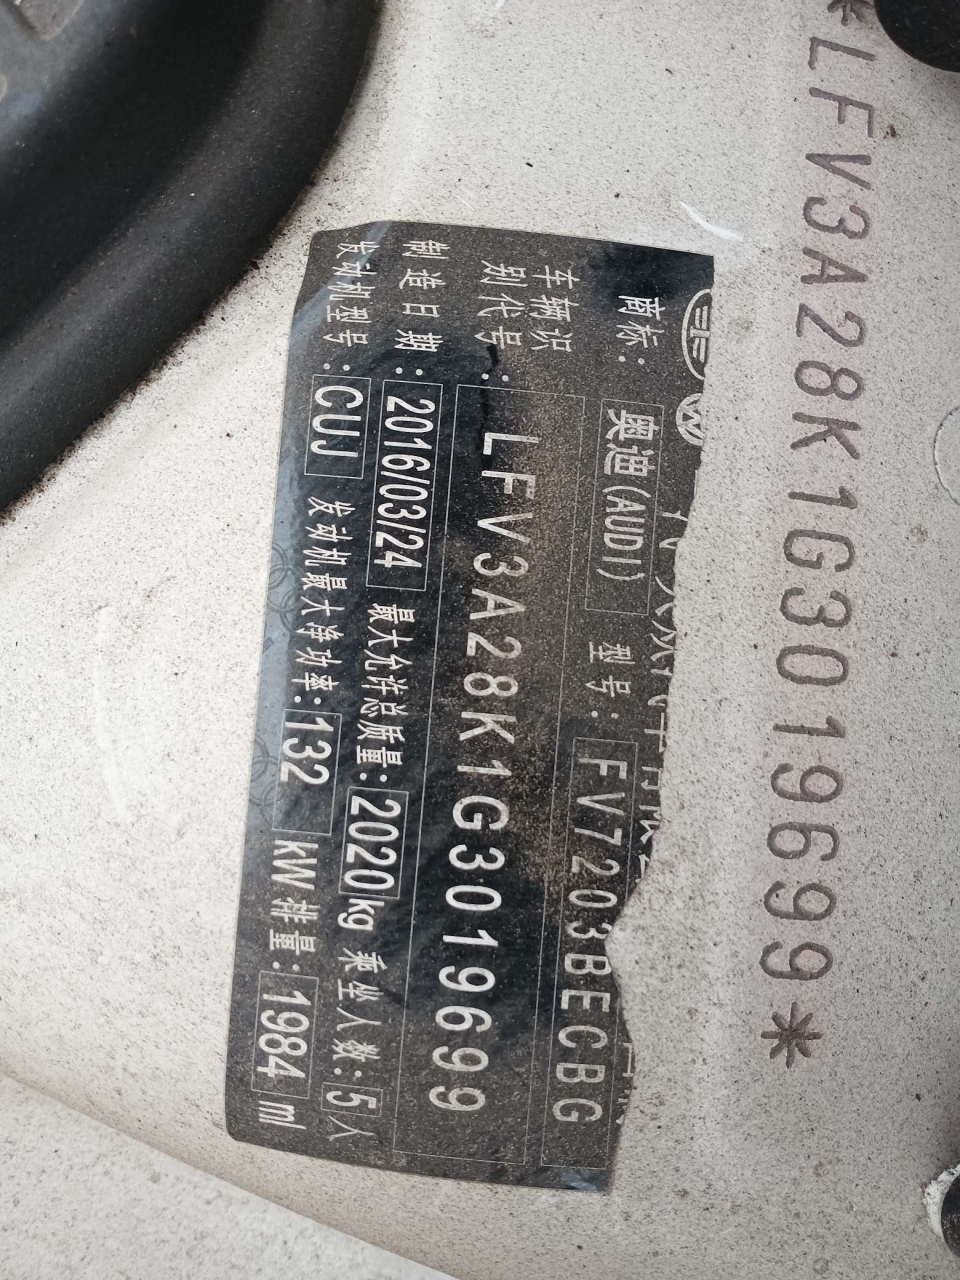 *LFV3A28K1G3019699*
商标: 奥迪(AUDI) 型号: FV7203BECBG
车辆识别代号: LFV3A28K1G3019699
制造日期: 2016/03/24 最大允许总质量: 2020kg 乘坐人数: 5人
发动机型号: CUJ 发动机最大净功率: 132 kW 排量: 1984 ml